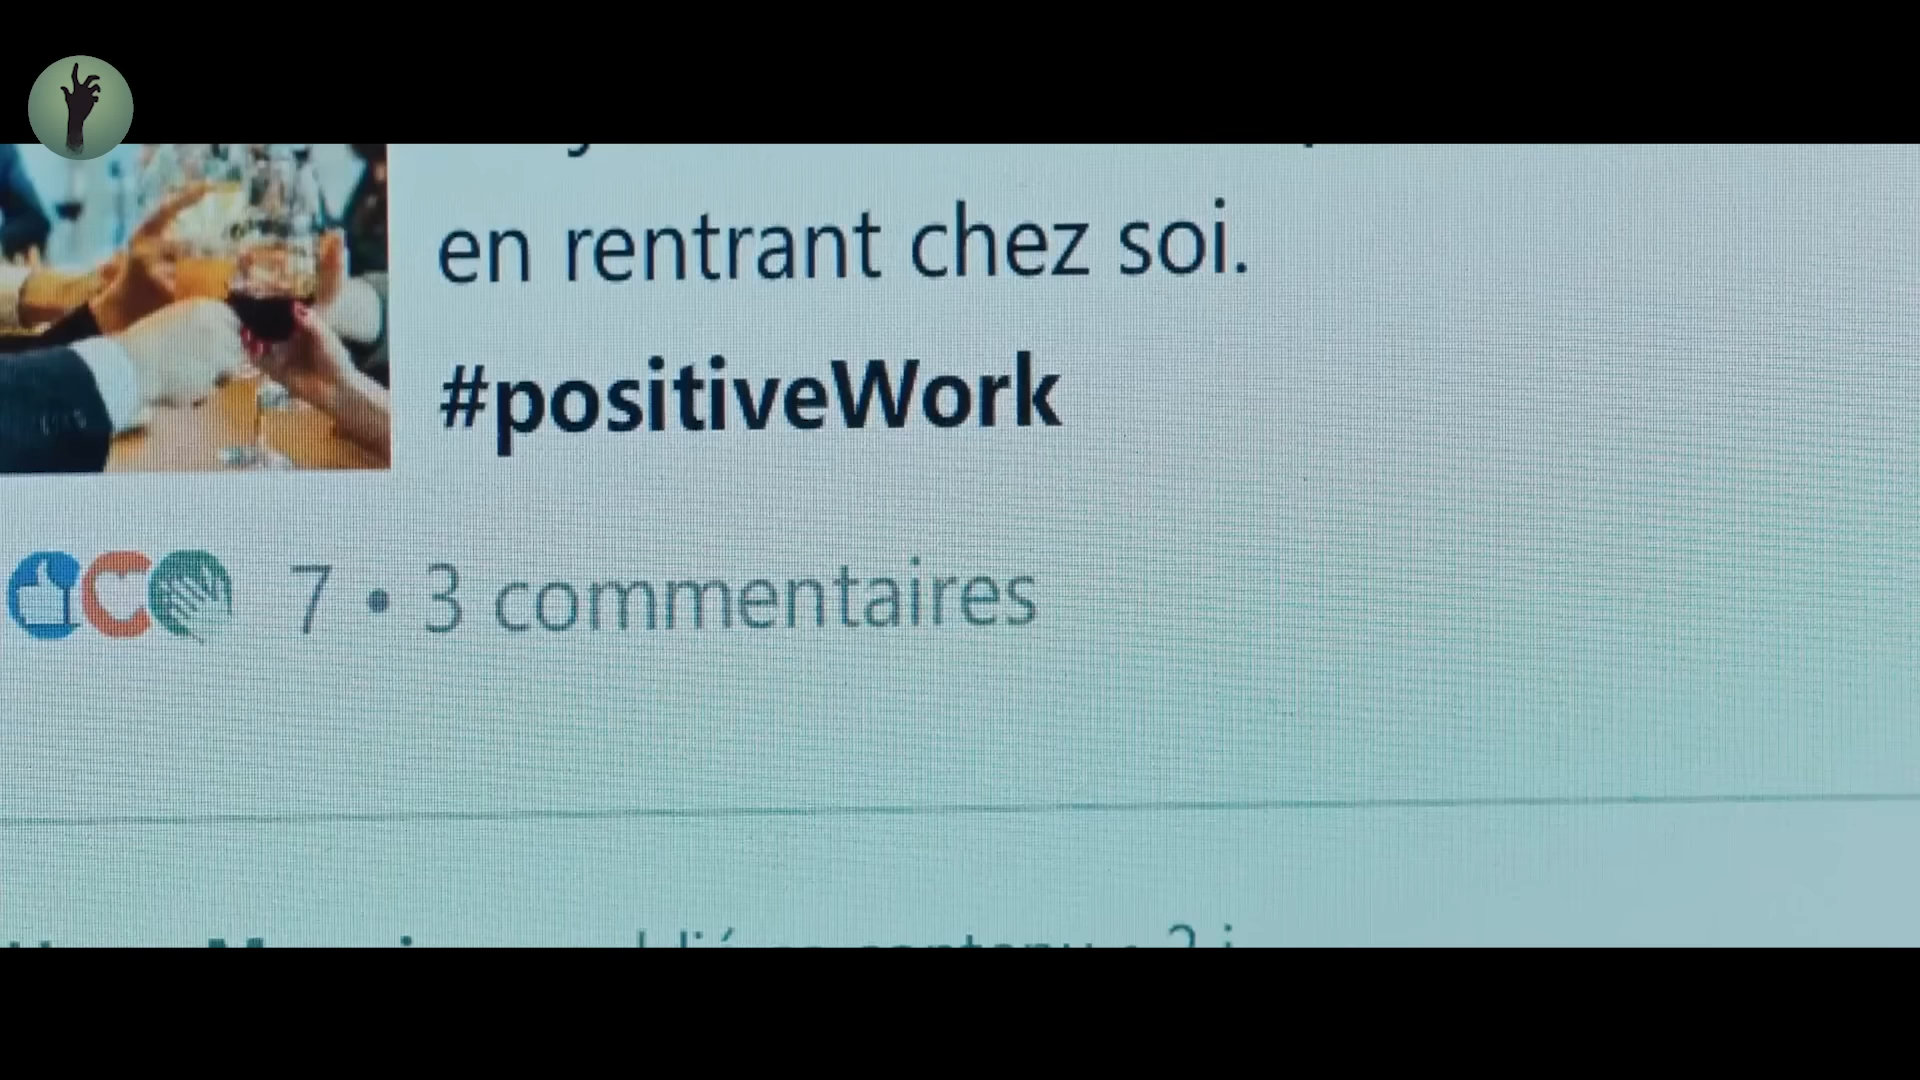 en rentrant chez soi.
#positiveWork
7 • 3 commentaires